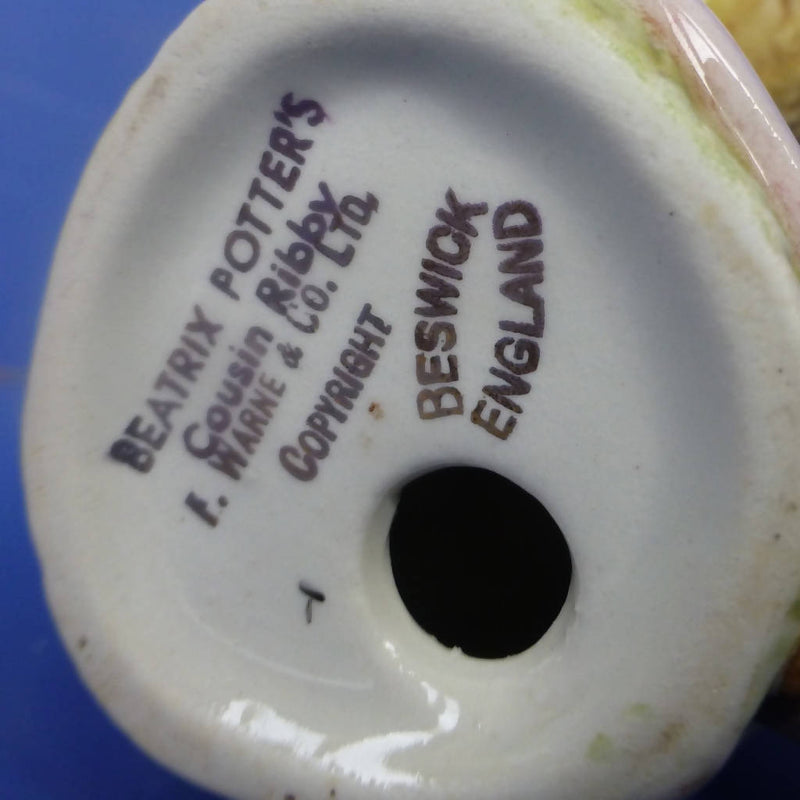 BEATRIX POTTER'S
Cousin Ribby
F. WARNE & CO. LTD.
COPYRIGHT
BESWICK
ENGLAND